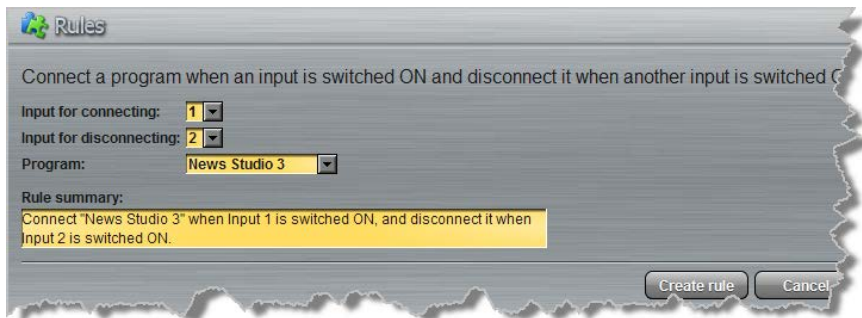 Rules
Connect a program when an input is switched ON and disconnect it when another input is switched
Input for connecting: 1
Input for disconnecting: 2
Program: News Studio 3
Rule summary:
Connect "News Studio 3" when Input 1 is switched ON, and disconnect it when
Input 2 is switched ON.
Create rule Cancel